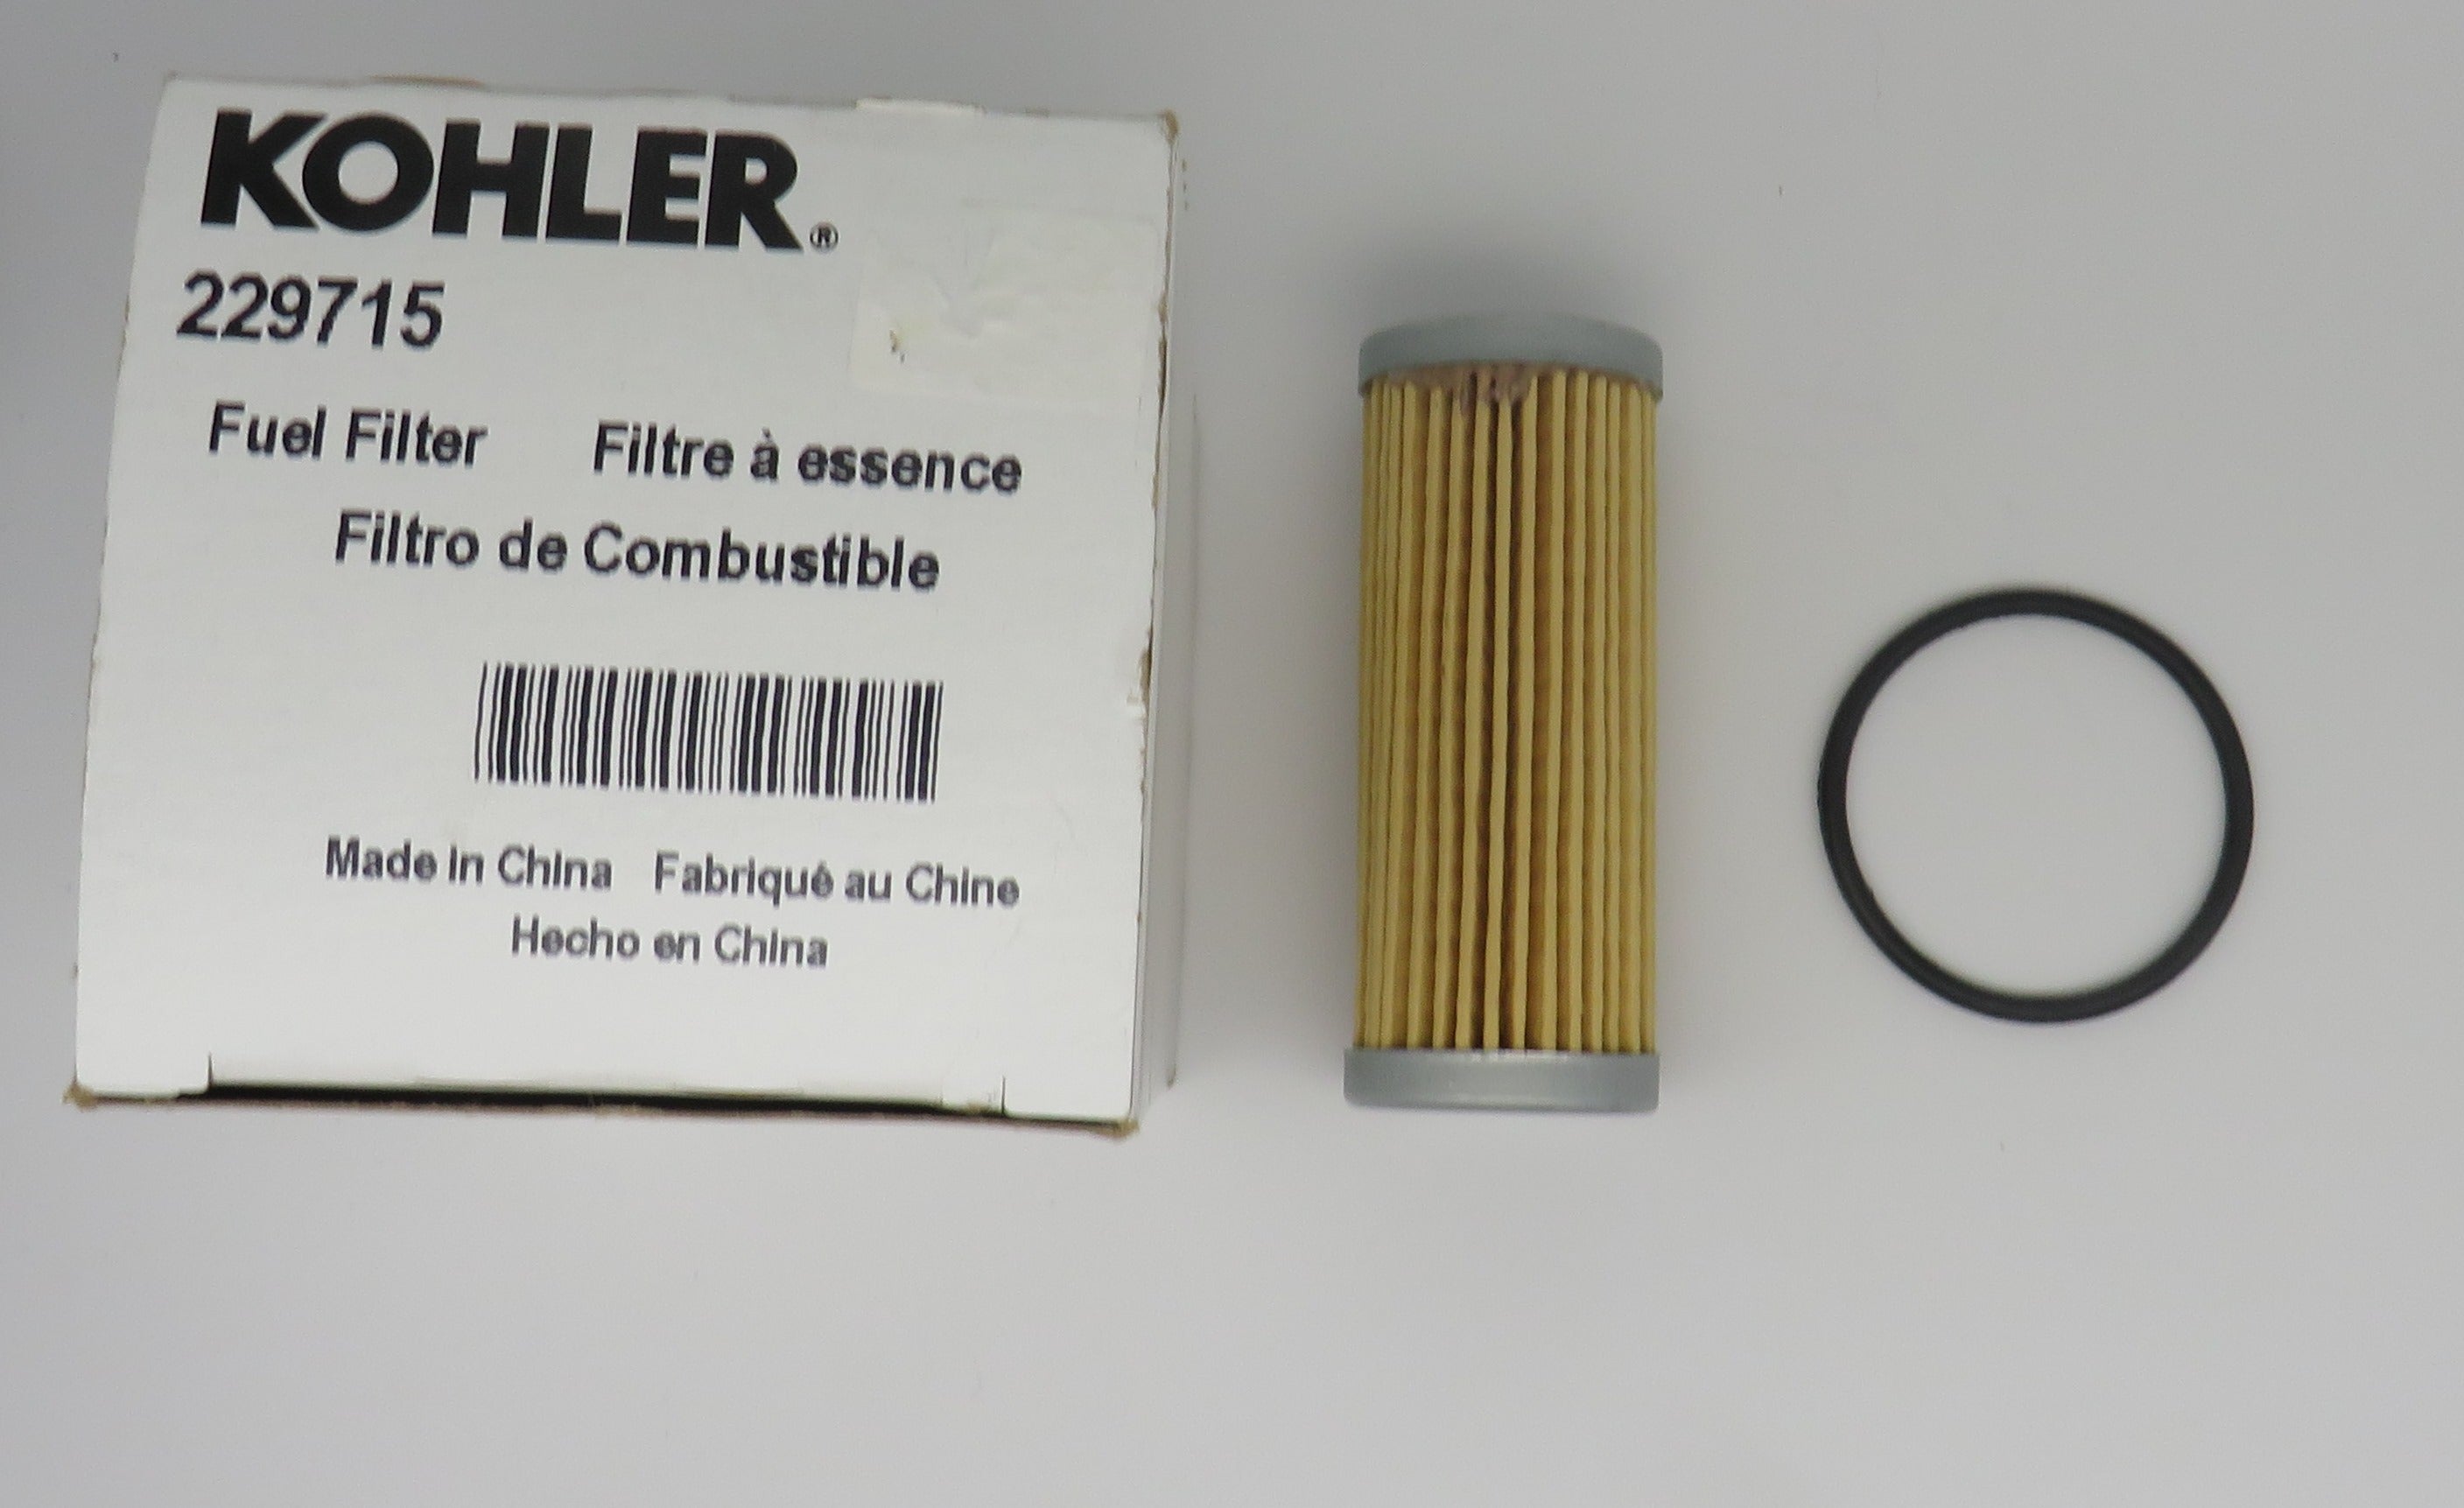 KOHLER®
229715
Fuel Filter Filtre à essence
Filtro de Combustible
Made in China Fabriqué au Chine
Hecho en China